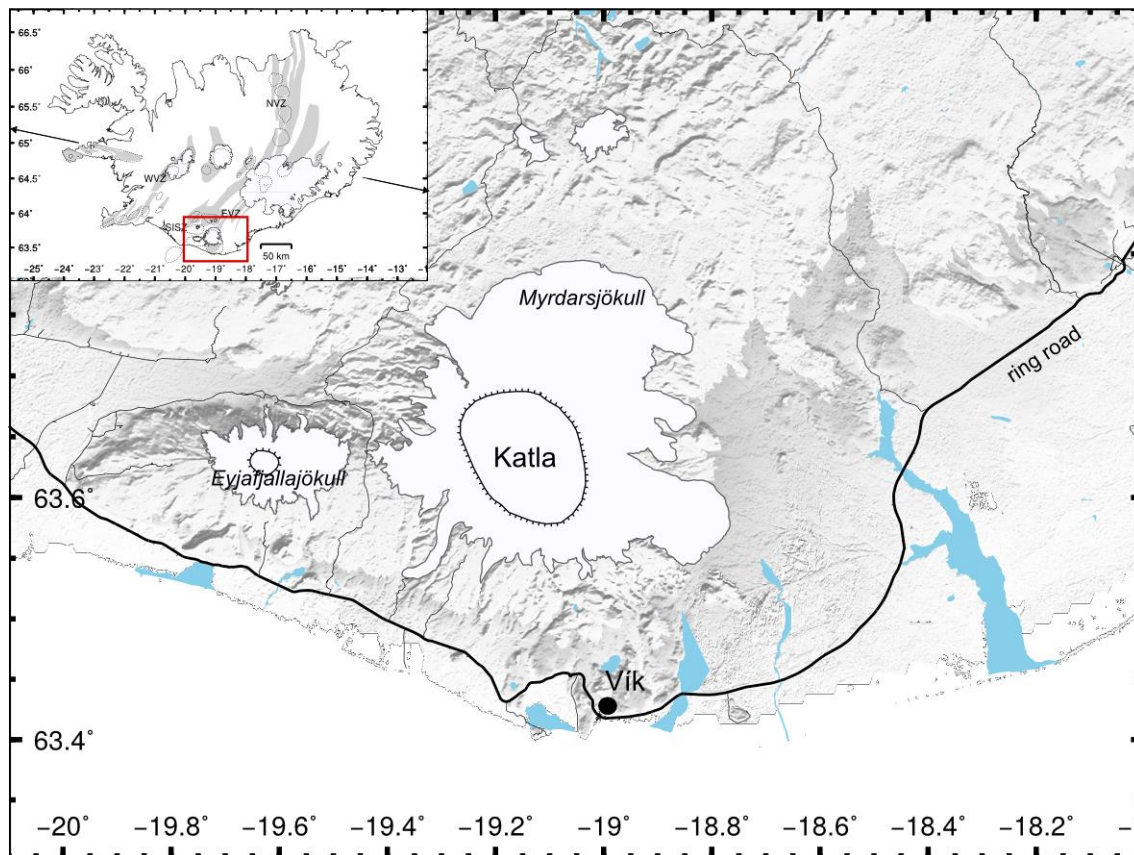 66.5°
66°
65.5°
65°
64.5°
64°
63.5°
NVZ
WVZ
EVZ
SISZ
50 km
−25° −24° −23° −22° −21° −20° −19° −18° −17° −16° −15° −14° −13° −12°
Myrdarsjökull
ring road
Katla
Eyjafjallajökull
63.6°
Vík
63.4°
−20° −19.8° −19.6° −19.4° −19.2° −19° −18.8° −18.6° −18.4° −18.2°